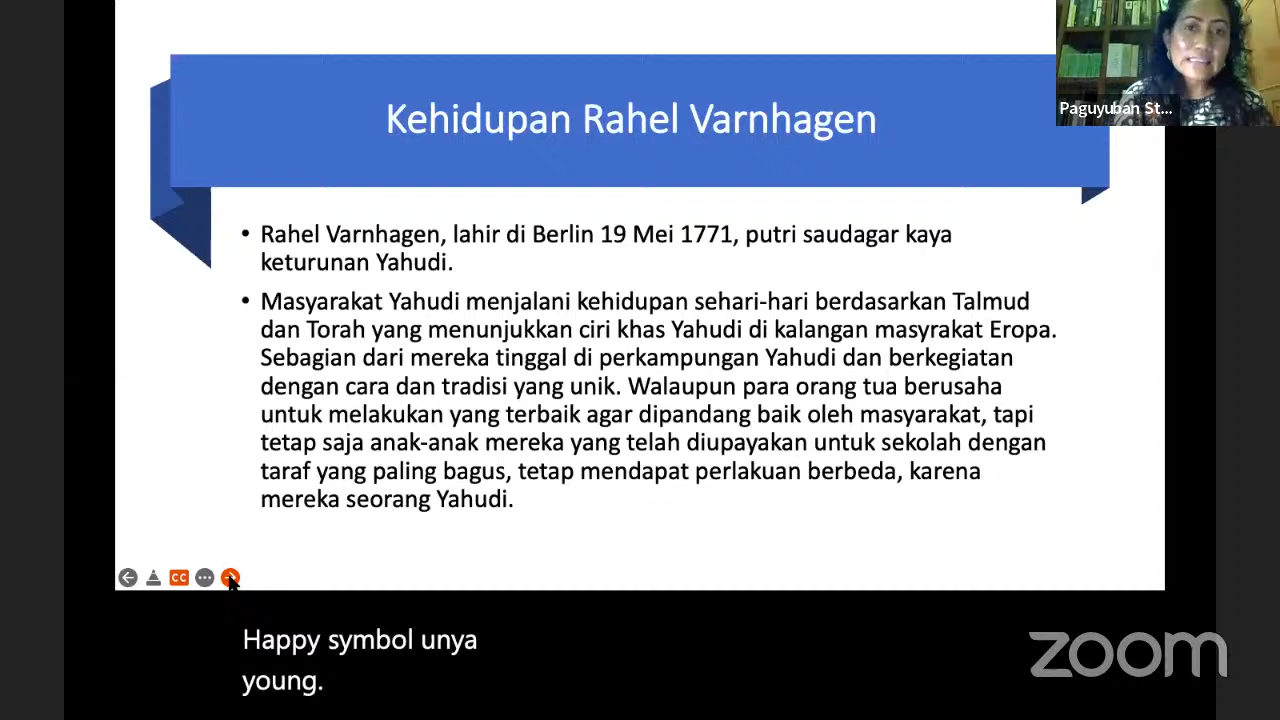 Kehidupan Rahel Varnhagen
Paguyuban St...
• Rahel Varnhagen, lahir di Berlin 19 Mei 1771, putri saudagar kaya
keturunan Yahudi.
• Masyarakat Yahudi menjalani kehidupan sehari-hari berdasarkan Talmud
dan Torah yang menunjukkan ciri khas Yahudi di kalangan masyrakat Eropa.
Sebagian dari mereka tinggal di perkampungan Yahudi dan berkegiatan
dengan cara dan tradisi yang unik. Walaupun para orang tua berusaha
untuk melakukan yang terbaik agar dipandang baik oleh masyarakat, tapi
tetap saja anak-anak mereka yang telah diupayakan untuk sekolah dengan
taraf yang paling bagus, tetap mendapat perlakuan berbeda, karena
mereka seorang Yahudi.
CC
Happy symbol unya
young.
zoom